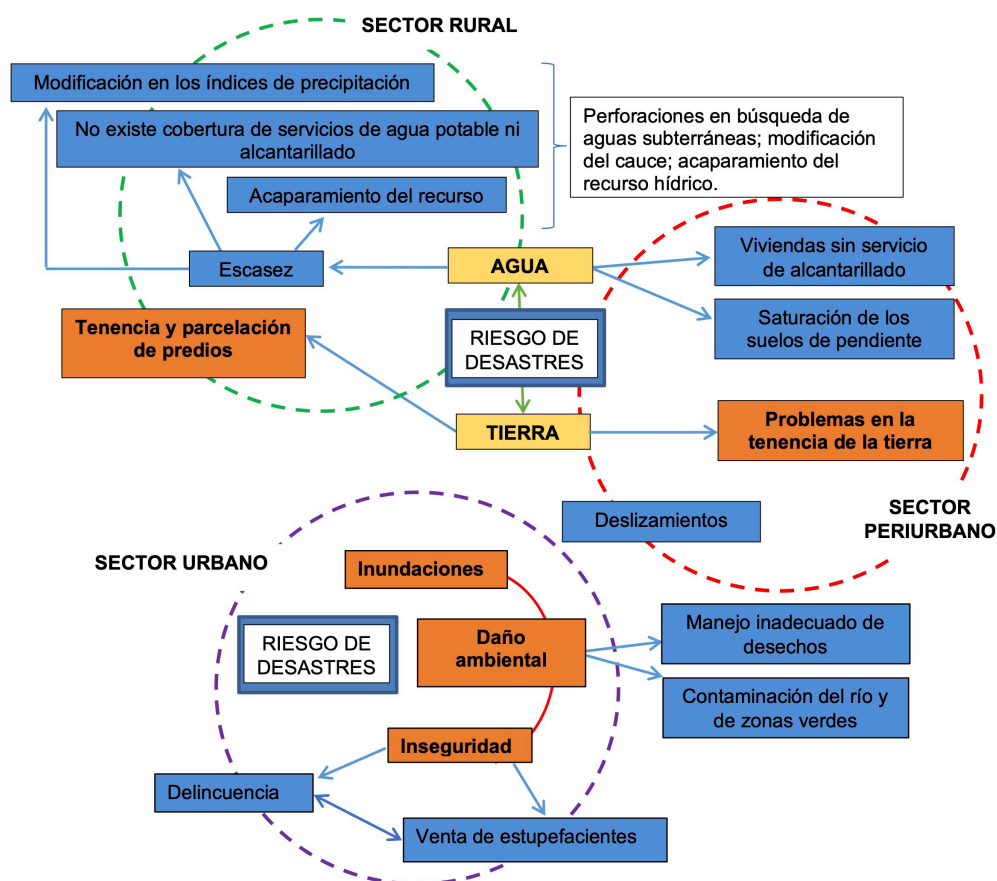 SECTOR RURAL
Modificación en los índices de precipitación
No existe cobertura de servicios de agua potable ni
alcantarillado
Acaparamiento del recurso
Perforaciones en búsqueda de
aguas subterráneas; modificación
del cauce; acaparamiento del
recurso hídrico.
Escasez
AGUA
Viviendas sin servicio
de alcantarillado
Saturación de los
suelos de pendiente
Tenencia y parcelación
de predios
RIESGO DE
DESASTRES
TIERRA
Problemas en la
tenencia de la tierra
Deslizamientos
SECTOR
PERIURBANO
SECTOR URBANO
Inundaciones
RIESGO DE
DESASTRES
Daño
ambiental
Manejo inadecuado de
desechos
Contaminación del río y
de zonas verdes
Inseguridad
Delincuencia
Venta de estupefacientes